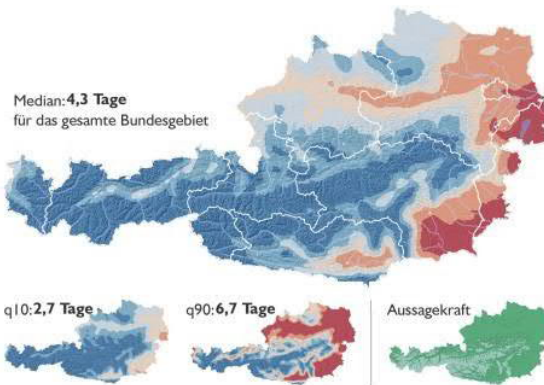 Median: 4,3 Tage
für das gesamte Bundesgebiet
q10: 2,7 Tage
q90: 6,7 Tage
Aussagekraft